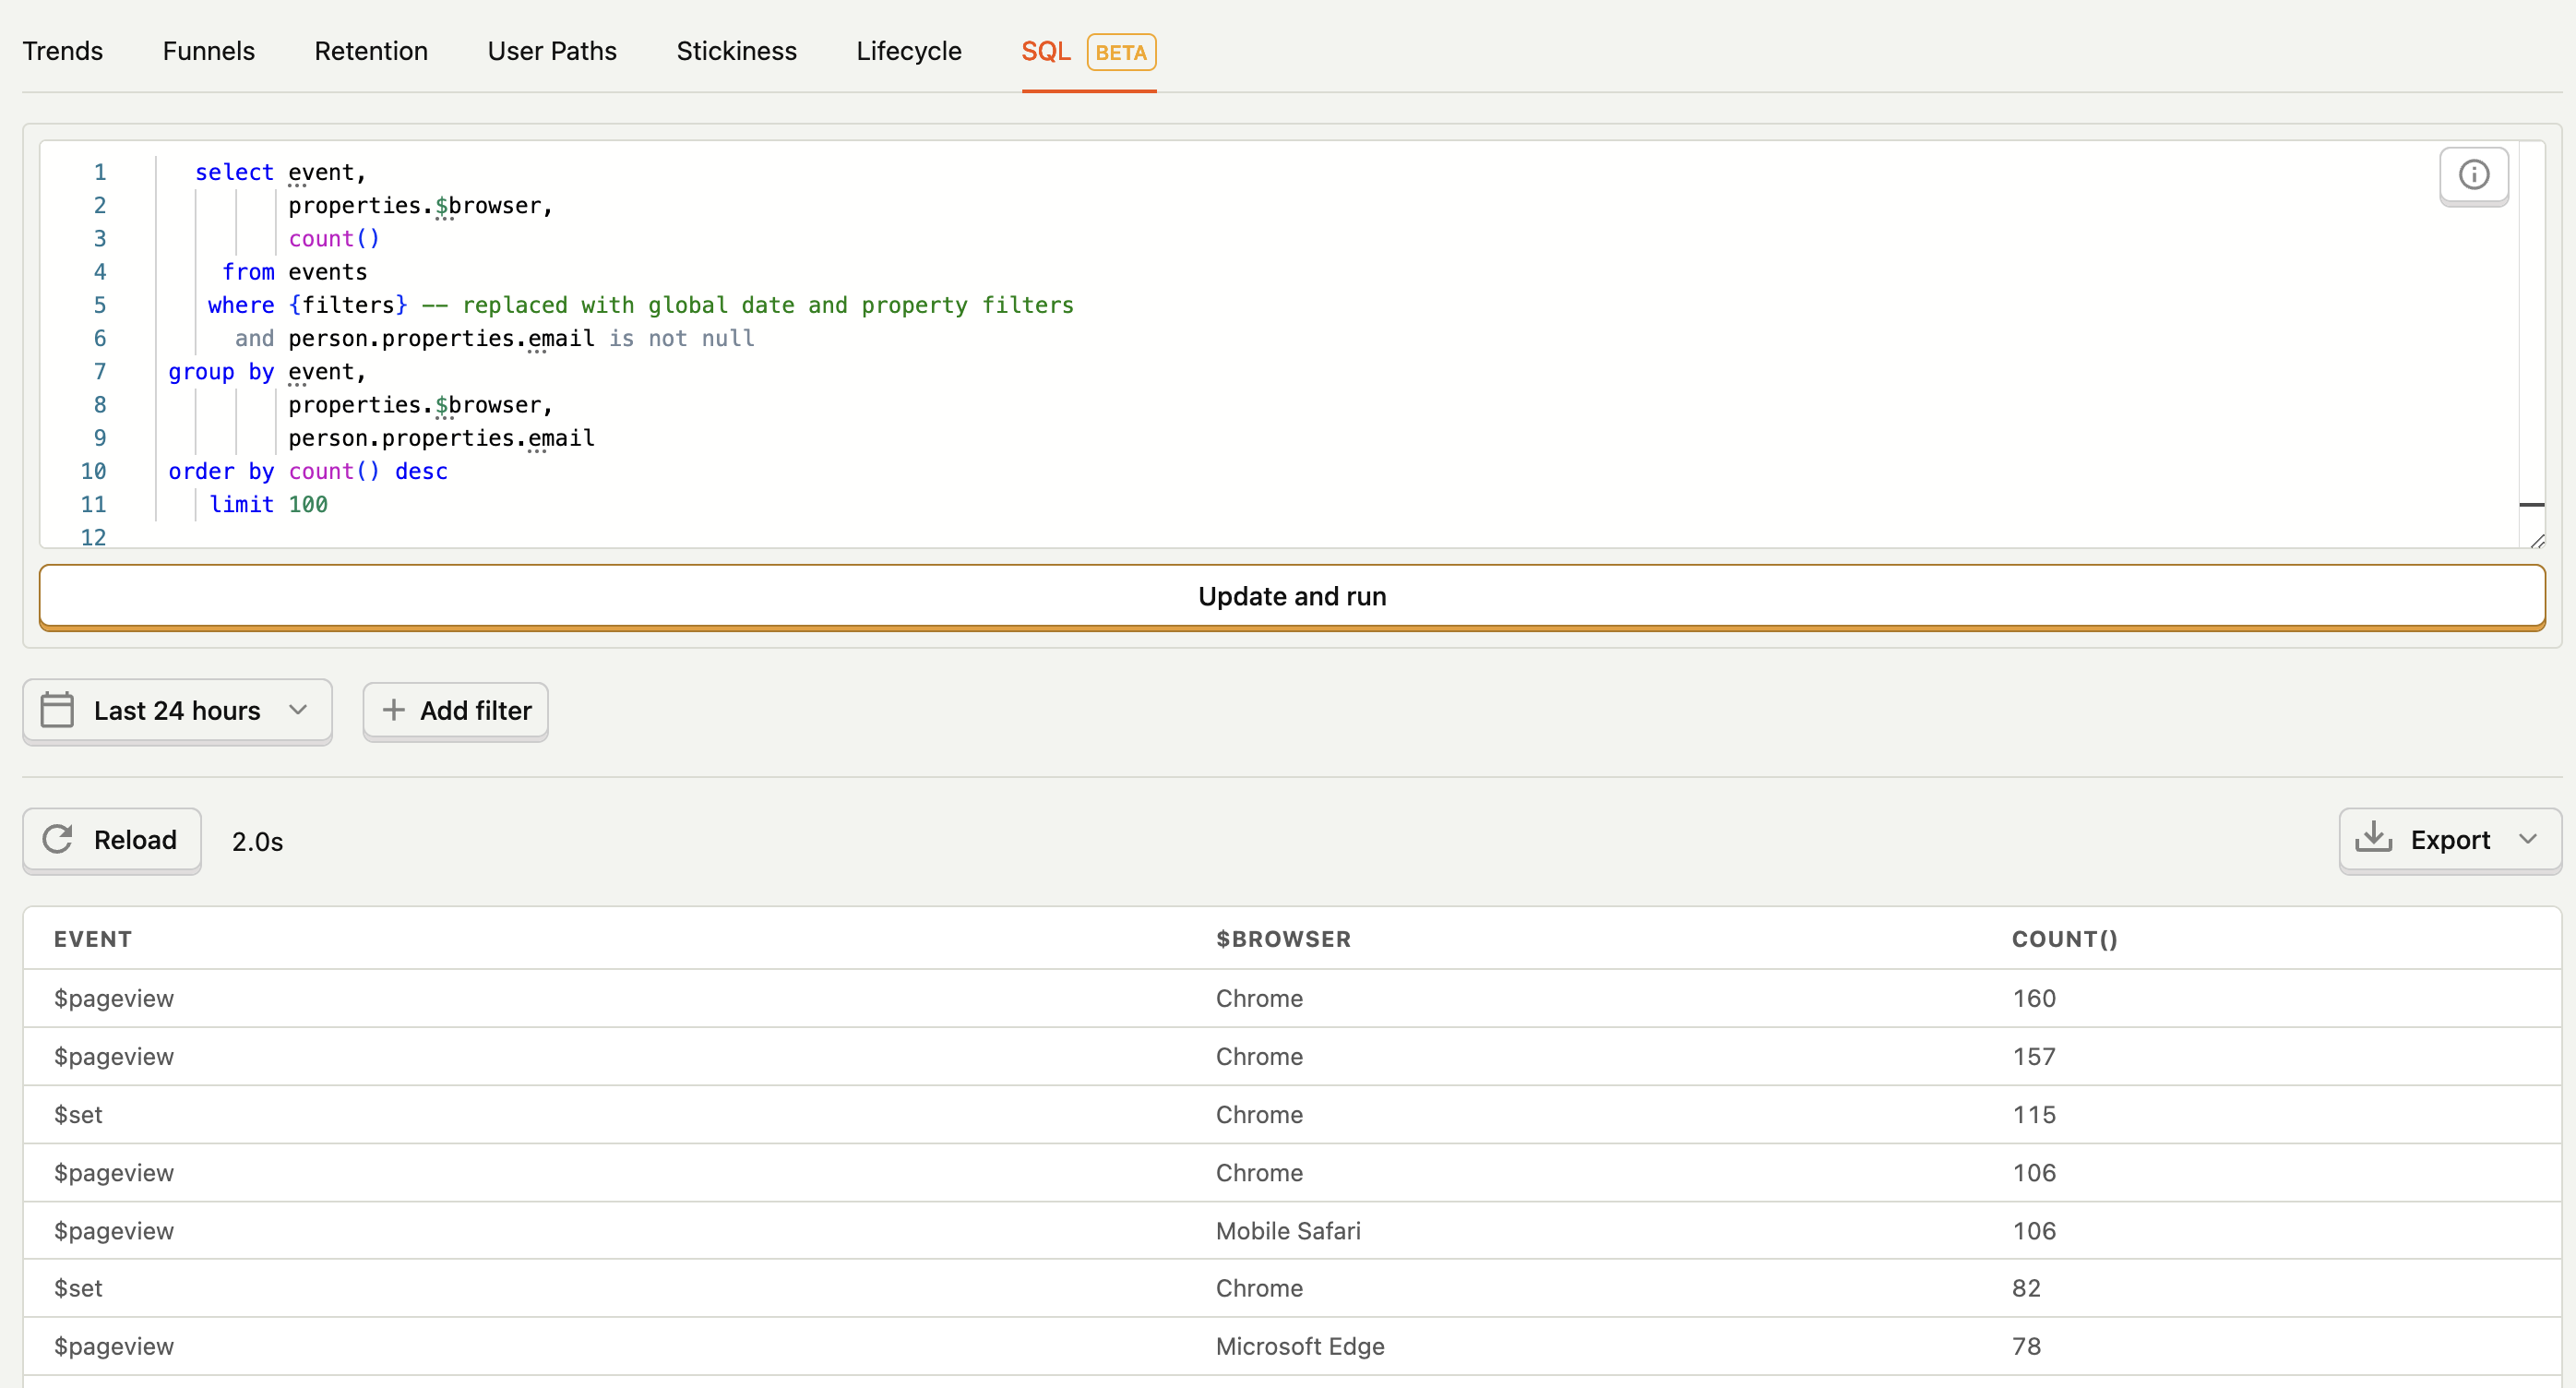 Trends Funnels Retention User Paths Stickiness Lifecycle SQL BETA
1 select event,
2 properties.$browser,
3 count()
4 from events
5 where {filters} -- replaced with global date and property filters
6 and person.properties.email is not null
7 group by event,
8 properties.$browser,
9 person.properties.email
10 order by count() desc
11 limit 100
12
Update and run
Last 24 hours Add filter
Reload 2.0s Export
EVENT $BROWSER COUNT()
$pageview Chrome 160
$pageview Chrome 157
$set Chrome 115
$pageview Chrome 106
$pageview Mobile Safari 106
$set Chrome 82
$pageview Microsoft Edge 78